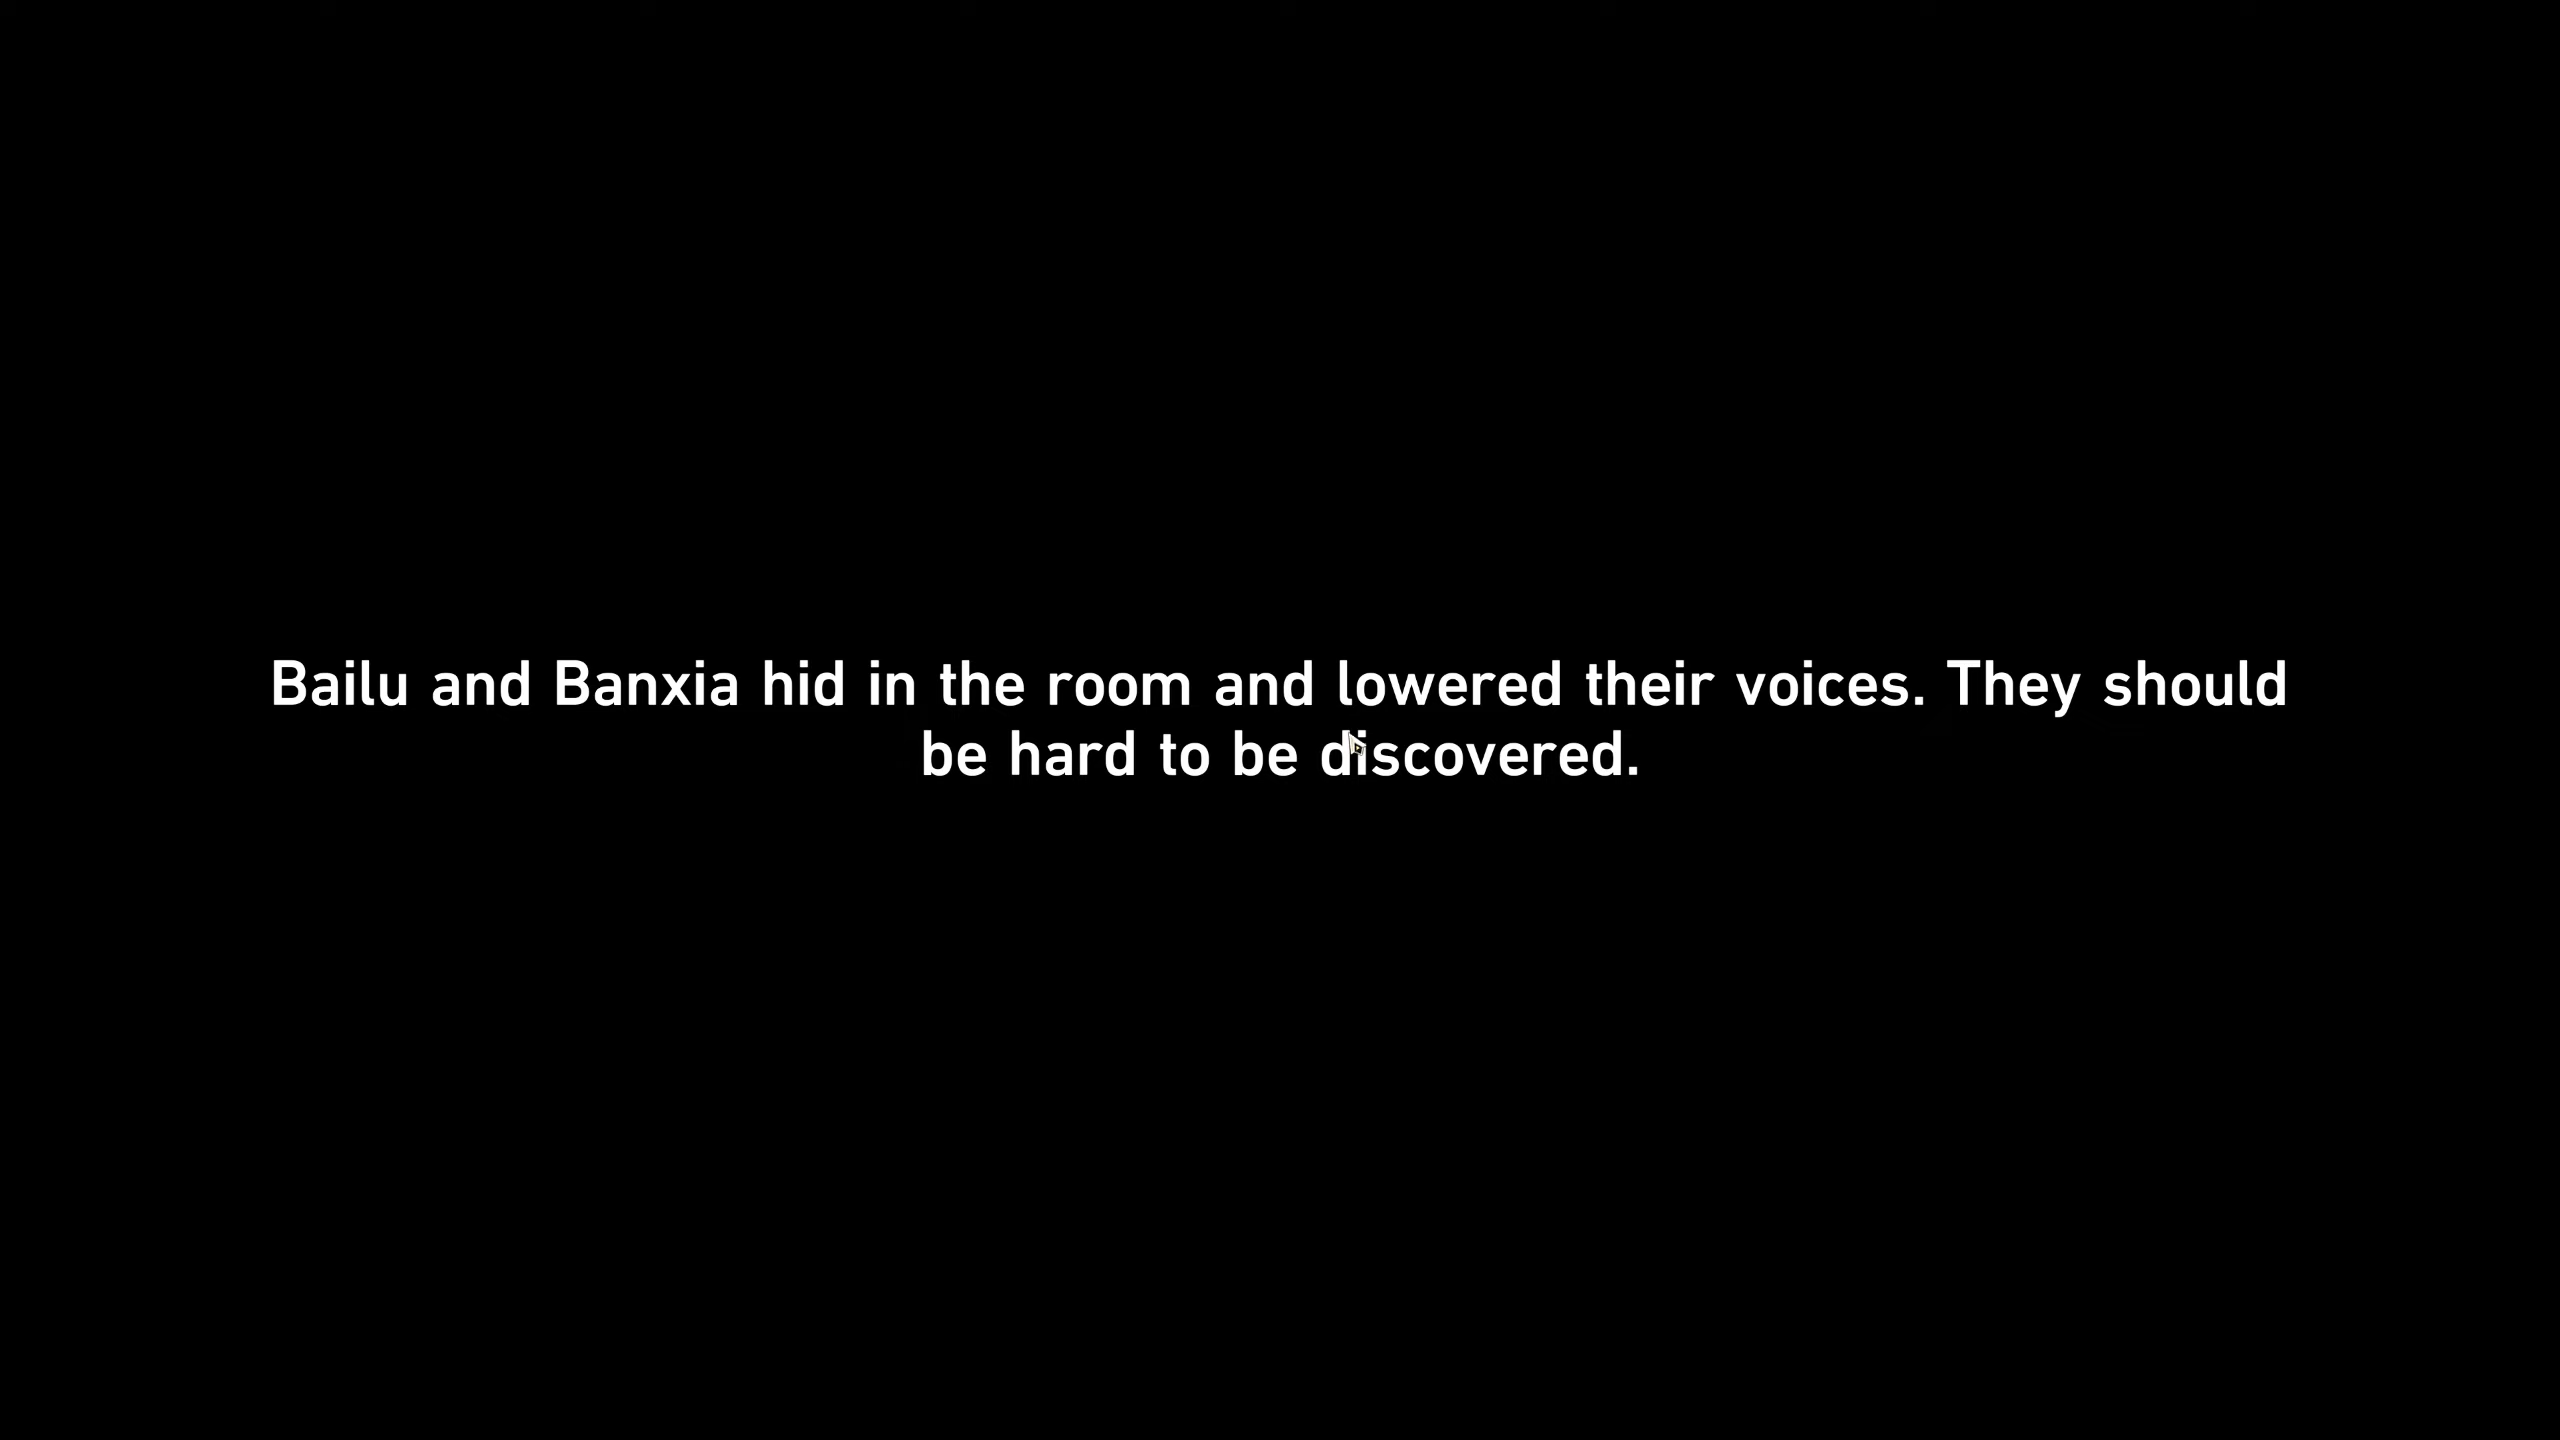 Bailu and Banxia hid in the room and lowered their voices. They should
be hard to be discovered.